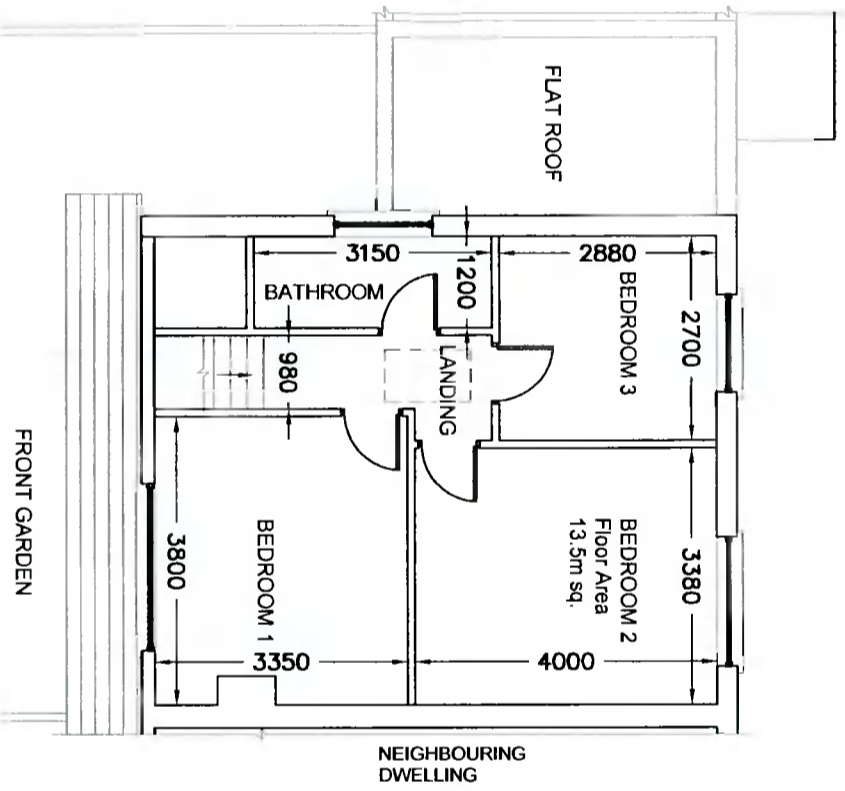 FLAT ROOF
3150
1200
2880
BATHROOM
BEDROOM 3
2700
980
LANDING
FRONT GARDEN
3800
BEDROOM 1
3350
BEDROOM 2
Floor Area
13.5m sq.
3380
4000
NEIGHBOURING
DWELLING